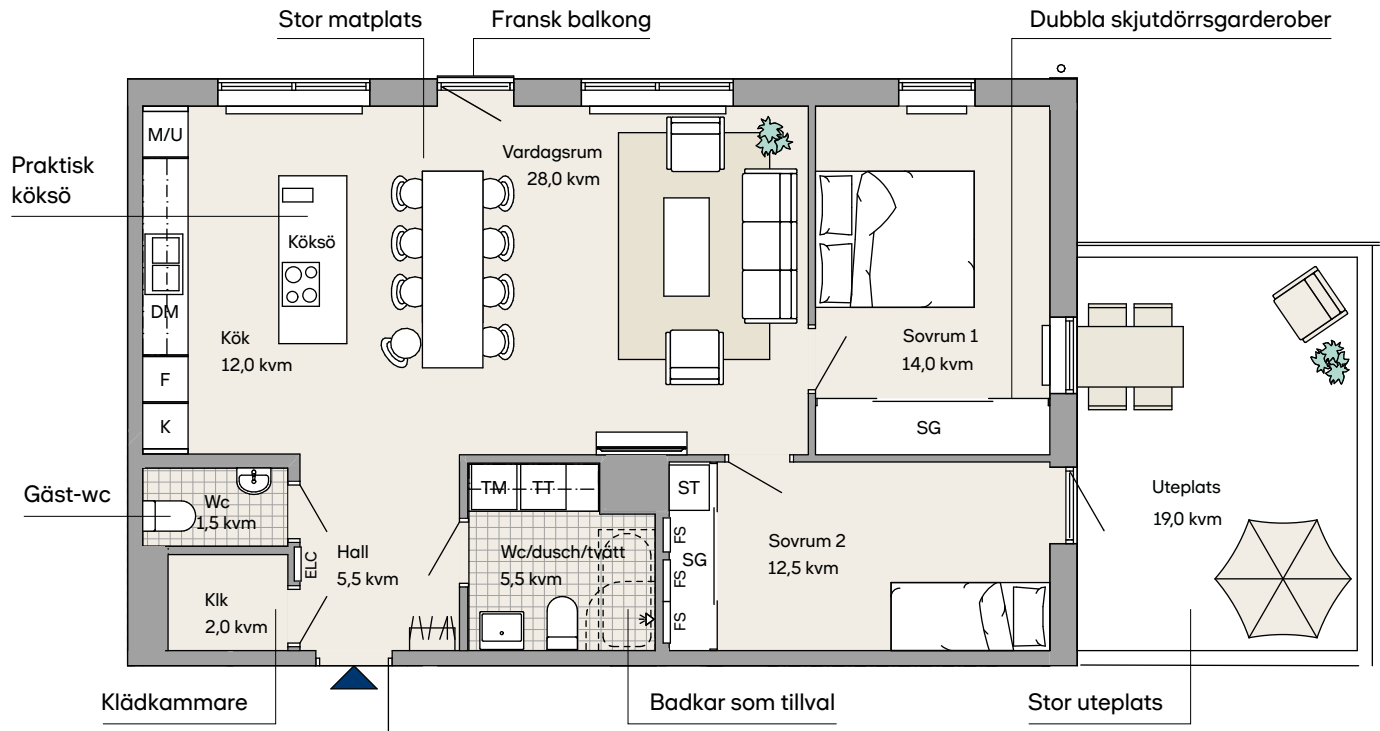 Stor matplats
Fransk balkong
Dubbla skjutdörrsgarderober
M/U
Praktisk
köksö
Vardagsrum
28,0 kvm
Köksö
DM
Kök
12,0 kvm
Sovrum 1
14,0 kvm
F
K
SG
TM
TT
ST
Gäst-wc
Wc
1,5 kvm
Uteplats
19,0 kvm
ELC
Hall
5,5 kvm
Wc/dusch/tvätt
5,5 kvm
FS
FS
FS
SG
Sovrum 2
12,5 kvm
Klk
2,0 kvm
Klädkammare
Badkar som tillval
Stor uteplats